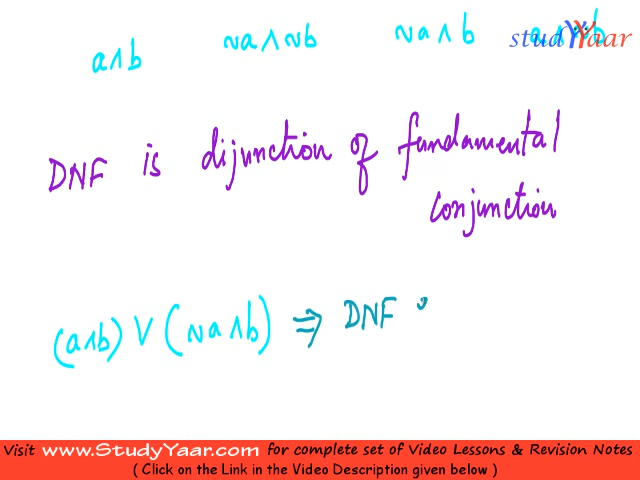 a∧b ~a∧~b ~a∧b
studYYaar
DNF is dijunction of fundamental
conjunction
(a∧b) V (~a∧b) ⇒ DNF
Visit www.StudyYaar.com for complete set of Video Lessons & Revision Notes
( Click on the Link in the Video Description given below )